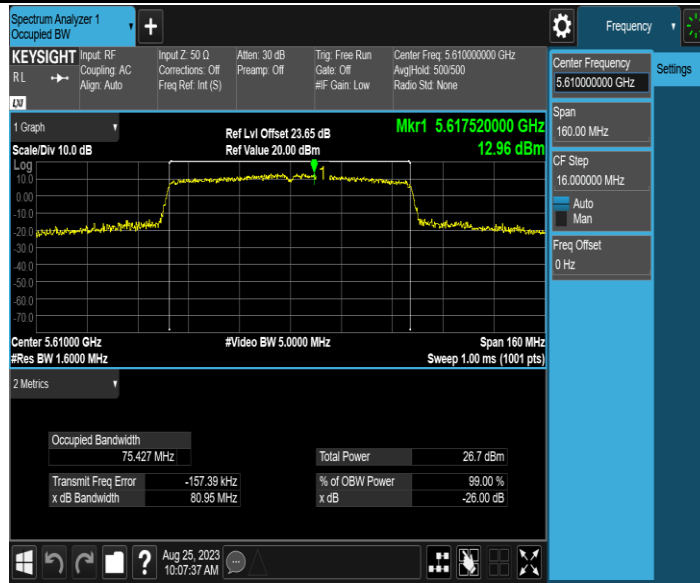 Spectrum Analyzer 1
Occupied BW
+
Frequency
KEYSIGHT
RL
LXI
Input: RF
Coupling: AC
Align: Auto
Input Z: 50 Ω
Corrections: Off
Freq Ref: Int (S)
Atten: 30 dB
Preamp: Off
Trig: Free Run
Gate: Off
#IF Gain: Low
Center Freq: 5.610000000 GHz
Avg|Hold: 500/500
Radio Std: None
Center Frequency
5.610000000 GHz
Settings
Span
160.00 MHz
CF Step
16.000000 MHz
Auto
Man
Freq Offset
0 Hz
1 Graph
Scale/Div 10.0 dB
Ref Lvl Offset 23.65 dB
Ref Value 20.00 dBm
Mkr1 5.617520000 GHz
12.96 dBm
Log
10.0
0.00
-10.0
-20.0
-30.0
-40.0
-50.0
-60.0
-70.0
1
Center 5.61000 GHz
#Res BW 1.6000 MHz
#Video BW 5.0000 MHz
Span 160 MHz
Sweep 1.00 ms (1001 pts)
2 Metrics
Occupied Bandwidth
75.427 MHz
Transmit Freq Error -157.39 kHz
x dB Bandwidth 80.95 MHz
Total Power 26.7 dBm
% of OBW Power 99.00 %
x dB -26.00 dB
?
Aug 25, 2023
10:07:37 AM